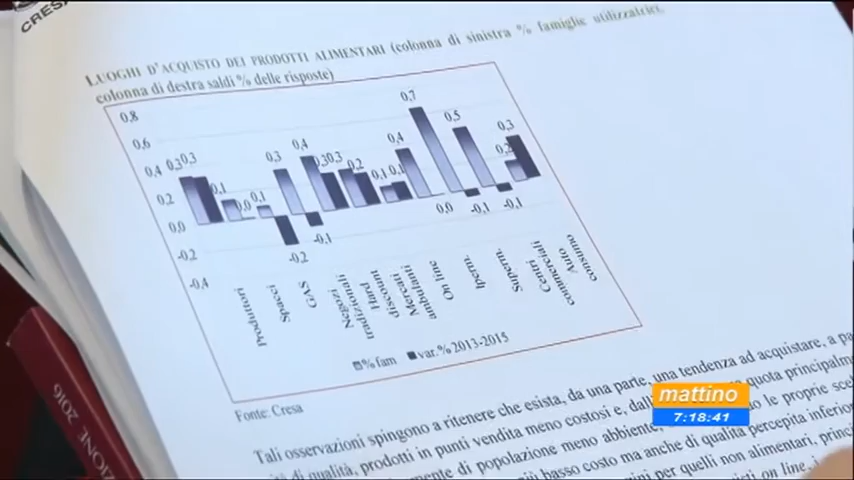 CRESA
LUOGHI D'ACQUISTO DEI PRODOTTI ALIMENTARI (colonna di sinistra % famiglie utilizzatrici,
colonna di destra saldi % delle risposte)
0,8
0,6
0,4
0,2
0,0
-0,2
-0,4
0,3 0,3
0,1 0,0
0,1 -0,2
0,3 -0,1
0,4 0,3
0,3 0,2
0,1 0,1
0,4 0,0
0,7 -0,1
0,5 -0,1
0,2 0,3
Produttori
Spacci
GAS
Negozi
tradizionali
Hard
discount
Mercati
ambulanti
On line
Iperm.
Superm.
Centri
commerciali
Auto
consumo
% fam var.% 2013-2015
Fonte: Cresa
Tali osservazioni spingono a ritenere che esista, da una parte, una tendenza ad acquistare, a
di qualità, prodotti in punti vendita meno costosi e, quota principalm
di popolazione meno abbiente, le proprie
basso costo ma anche di qualità percepita inferio
per quelli non alimentari, princi
on line,
ZIONE 2016
mattino
7:18:41